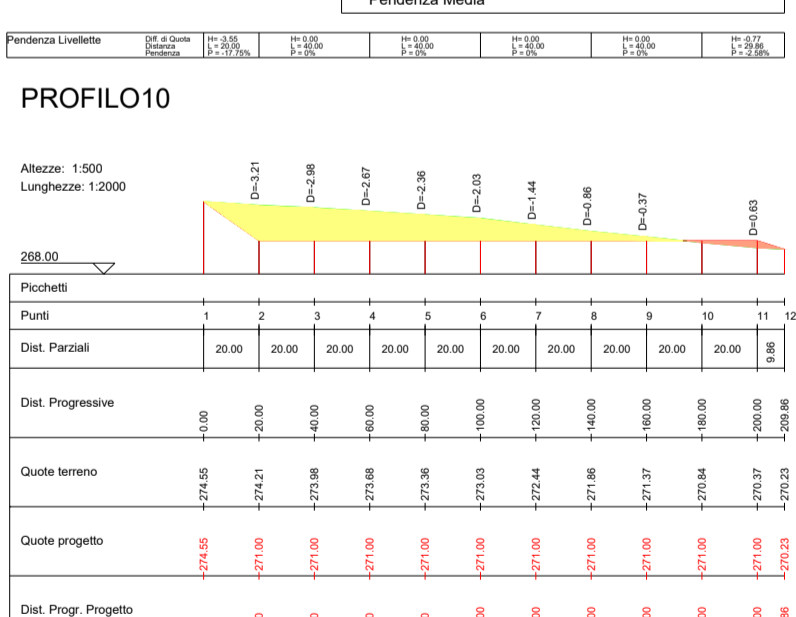 Pendenza Media
Pendenza Livellette
Diff. di Quota H= -3.55 H= 0.00 H= 0.00 H= 0.00 H= 0.00 H= -0.77
Distanza L = 20.00 L = 40.00 L = 40.00 L = 40.00 L = 40.00 L = 29.86
Pendenza P = -17.75% P = 0% P = 0% P = 0% P = 0% P = -2.58%
PROFILO10
Altezze: 1:500
Lunghezze: 1:2000
D=-3.21 D=-2.98 D=-2.67 D=-2.36 D=-2.03 D=-1.44 D=-0.86 D=-0.37 D=0.63
268.00
Picchetti
Punti 1 2 3 4 5 6 7 8 9 10 11 12
Dist. Parziali 20.00 20.00 20.00 20.00 20.00 20.00 20.00 20.00 20.00 20.00 9.86
Dist. Progressive 0.00 20.00 40.00 60.00 80.00 100.00 120.00 140.00 160.00 180.00 200.00 209.86
Quote terreno 274.55 274.21 273.98 273.68 273.36 273.03 272.44 271.86 271.37 270.84 270.37 270.23
Quote progetto 274.55 271.00 271.00 271.00 271.00 271.00 271.00 271.00 271.00 271.00 271.00 270.23
Dist. Progr. Progetto